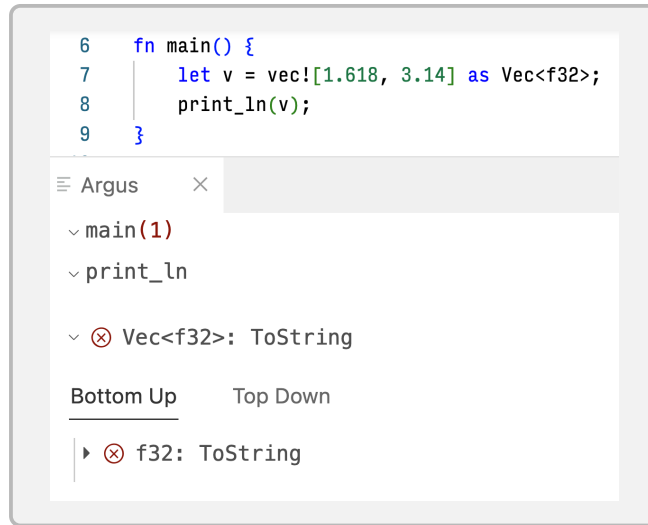 6 fn main() {
7 let v = vec![1.618, 3.14] as Vec<f32>;
8 print_ln(v);
9 }
Argus
main(1)
print_ln
Vec<f32>: ToString
Bottom Up Top Down
f32: ToString